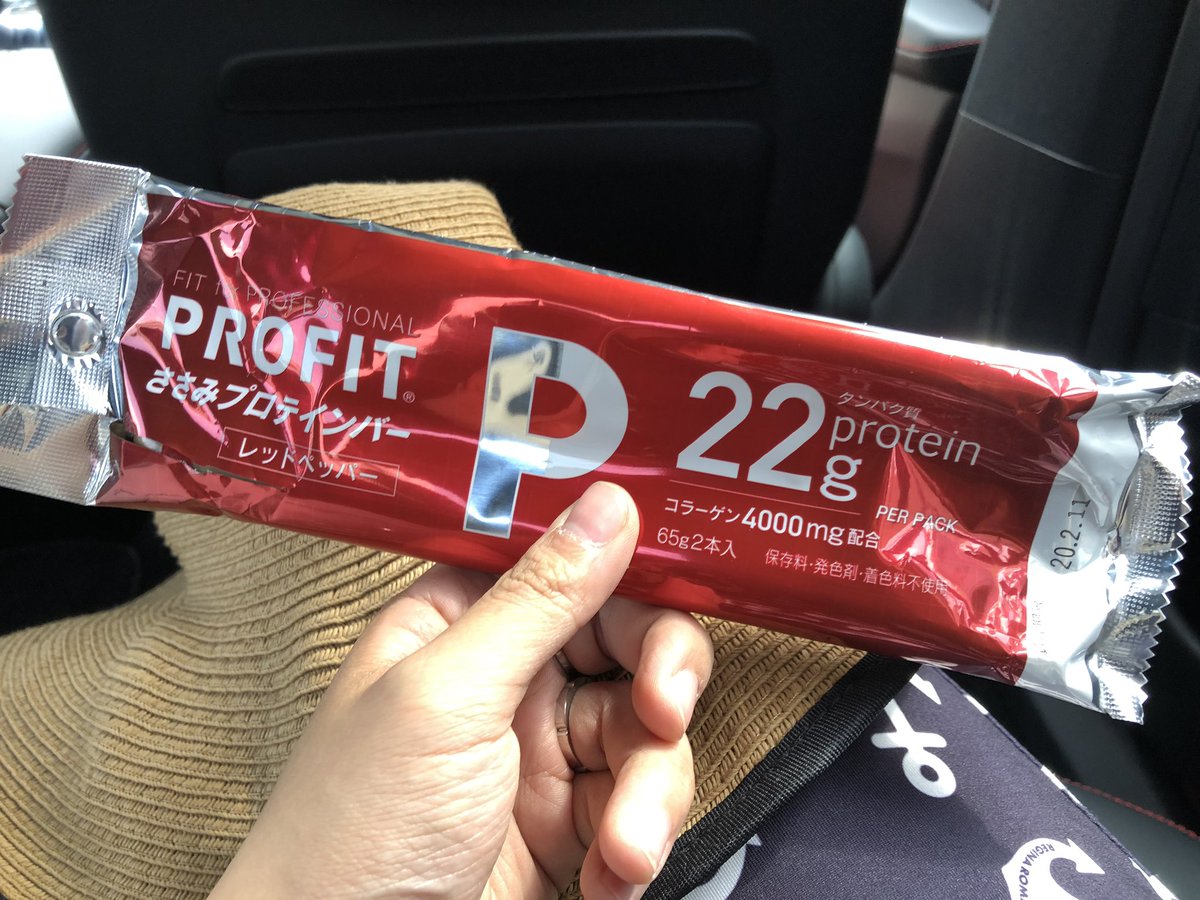 FIT for PROFESSIONAL
PROFIT®
ささみプロテインバー
レッドペッパー
P
22g
タンパク質
protein
PER PACK
コラーゲン4000mg配合
65g2本入
保存料・発色剤・着色料不使用
20.2.11
REGINA ROM